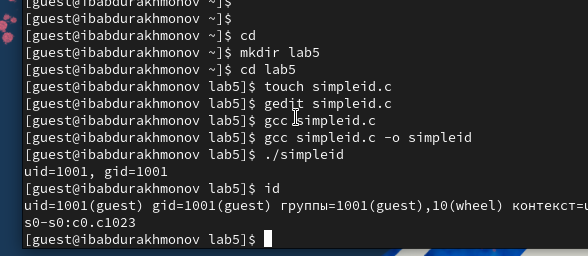 [guest@ibabdurakhmonov ~]$
[guest@ibabdurakhmonov ~]$
[guest@ibabdurakhmonov ~]$ cd
[guest@ibabdurakhmonov ~]$ mkdir lab5
[guest@ibabdurakhmonov ~]$ cd lab5
[guest@ibabdurakhmonov lab5]$ touch simpleid.c
[guest@ibabdurakhmonov lab5]$ gedit simpleid.c
[guest@ibabdurakhmonov lab5]$ gcc simpleid.c
[guest@ibabdurakhmonov lab5]$ gcc simpleid.c -o simpleid
[guest@ibabdurakhmonov lab5]$ ./simpleid
uid=1001, gid=1001
[guest@ibabdurakhmonov lab5]$ id
uid=1001(guest) gid=1001(guest) группы=1001(guest),10(wheel) контекст=u
s0-s0:c0.c1023
[guest@ibabdurakhmonov lab5]$